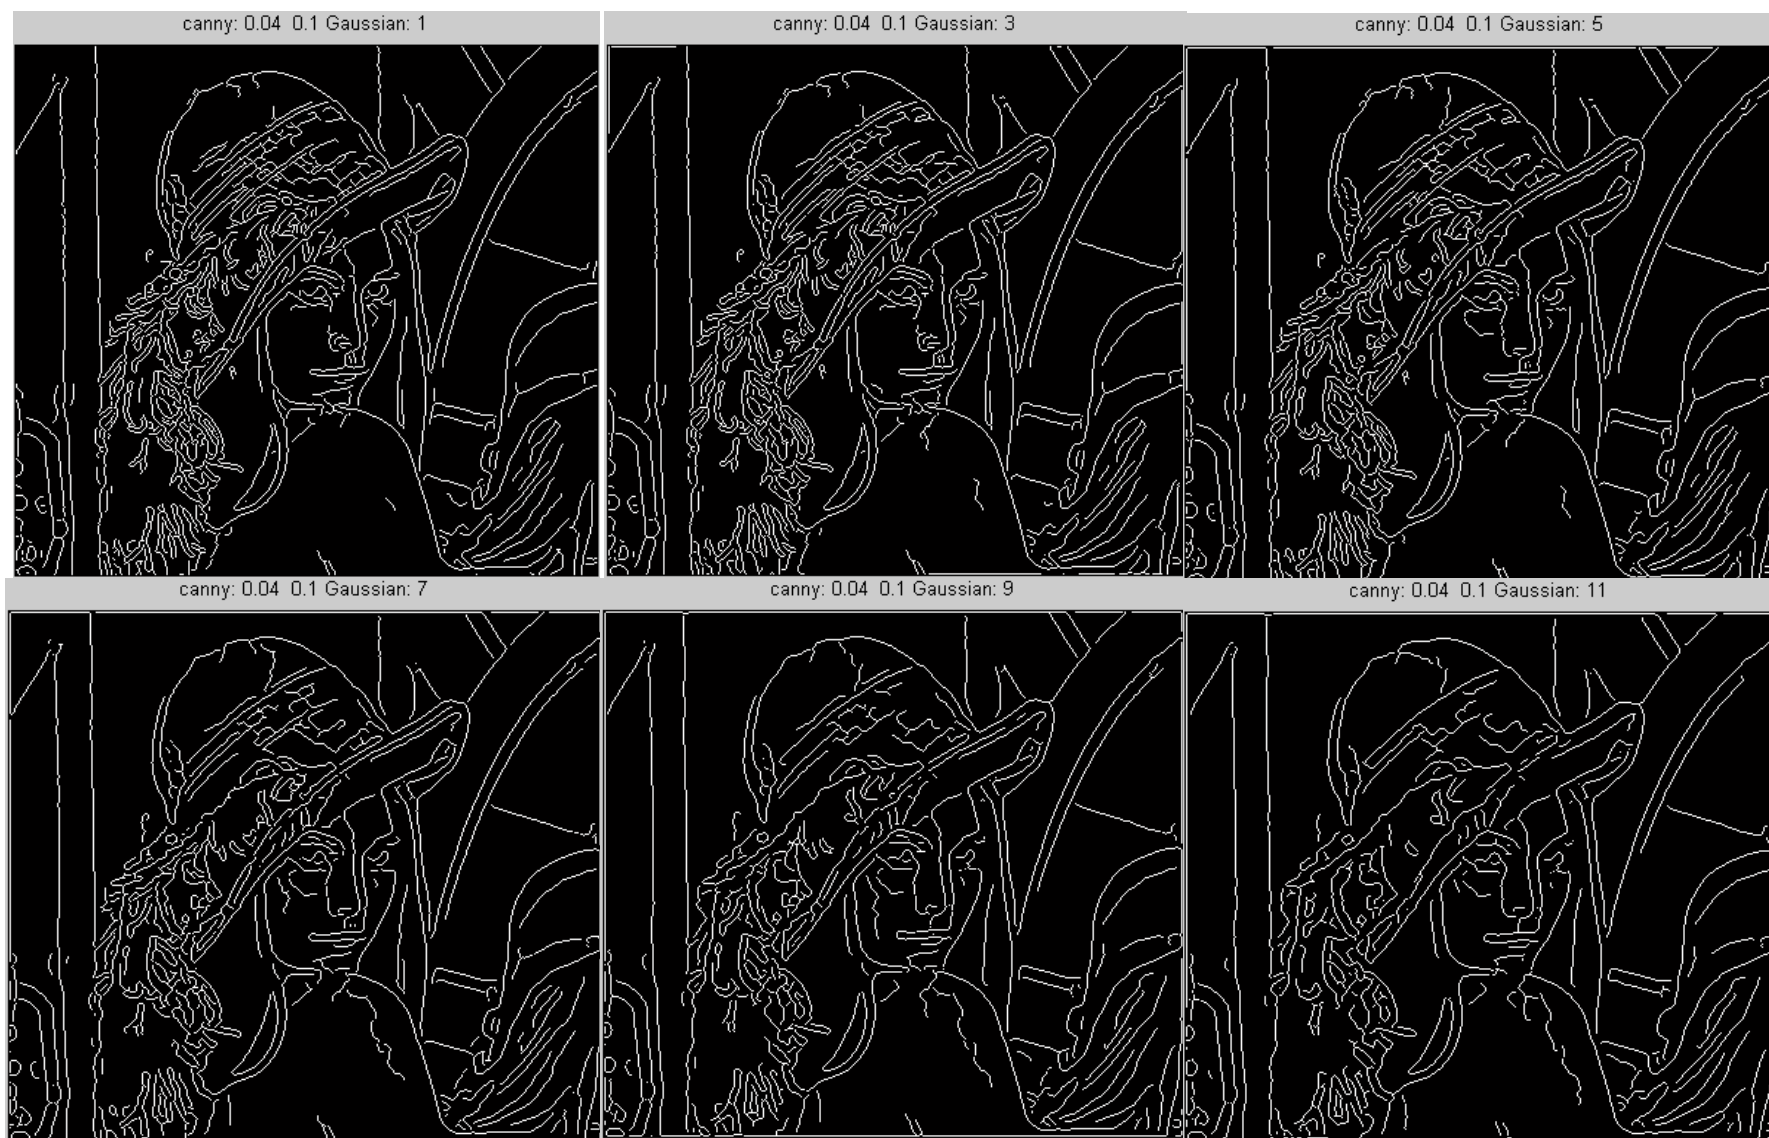 canny: 0.04  0.1 Gaussian: 1
canny: 0.04  0.1 Gaussian: 3
canny: 0.04  0.1 Gaussian: 5
canny: 0.04  0.1 Gaussian: 7
canny: 0.04  0.1 Gaussian: 9
canny: 0.04  0.1 Gaussian: 11